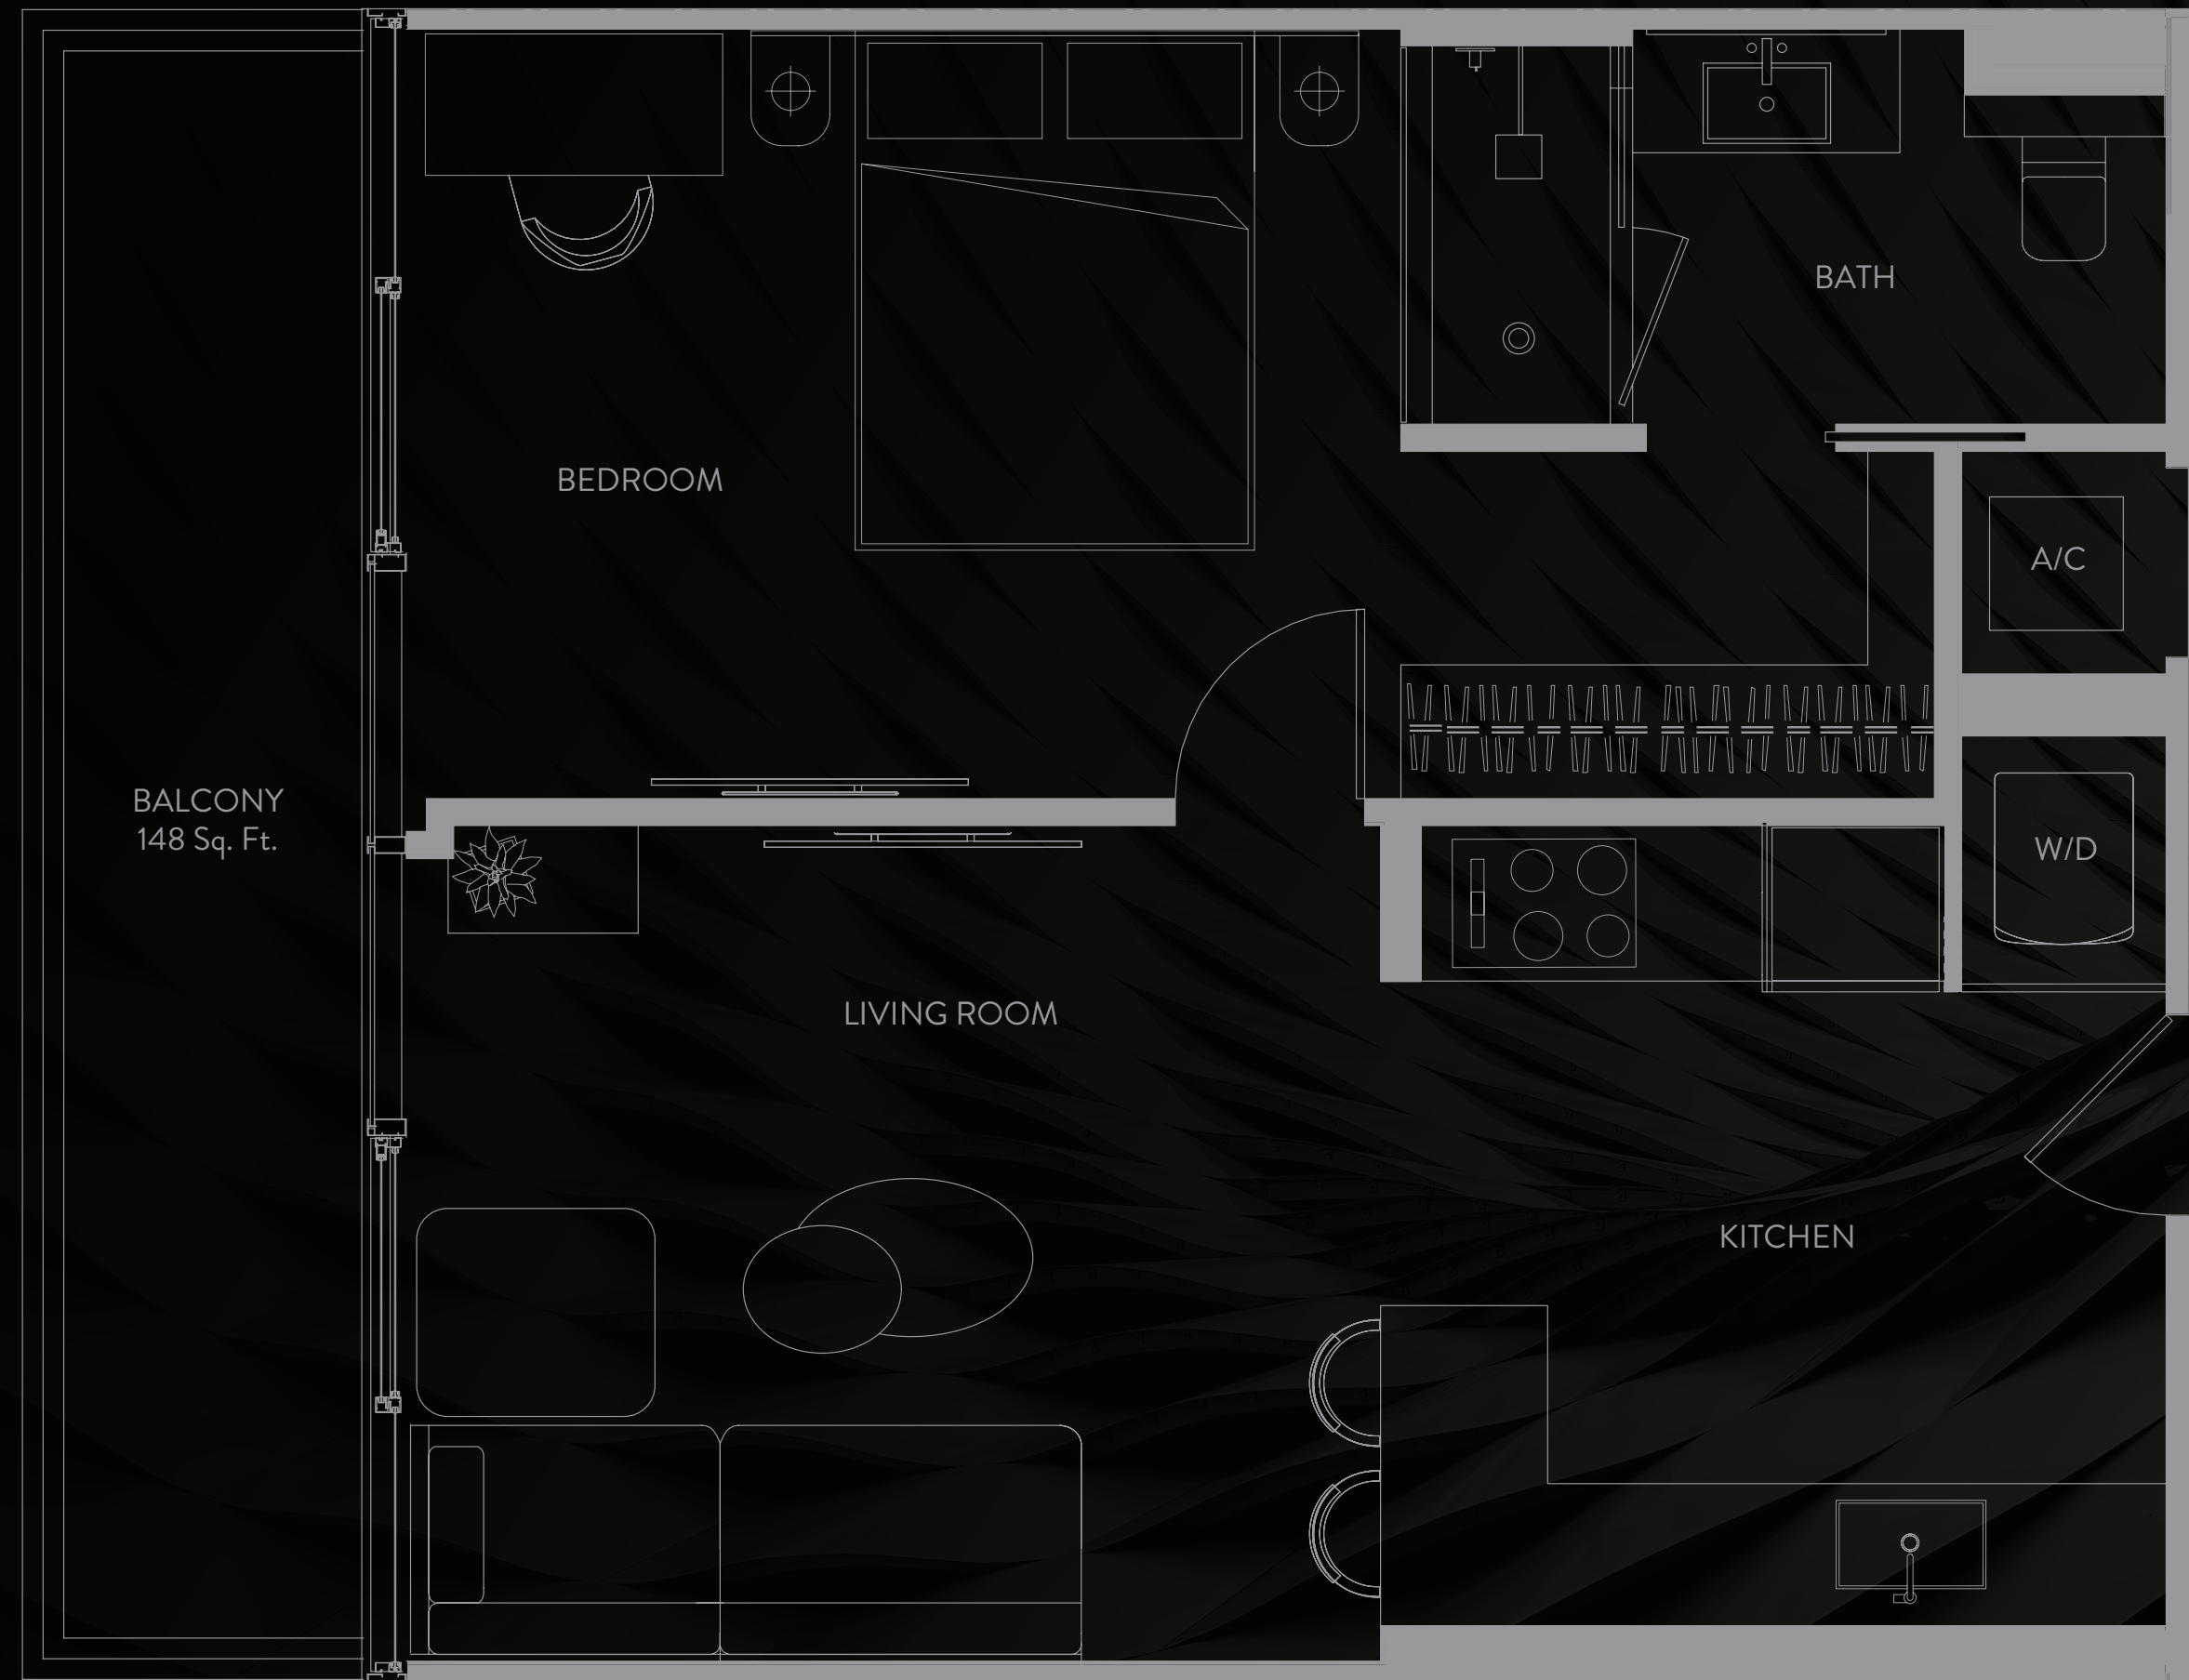 BATH
BEDROOM
A/C
BALCONY
148 Sq. Ft.
W/D
LIVING ROOM
KITCHEN